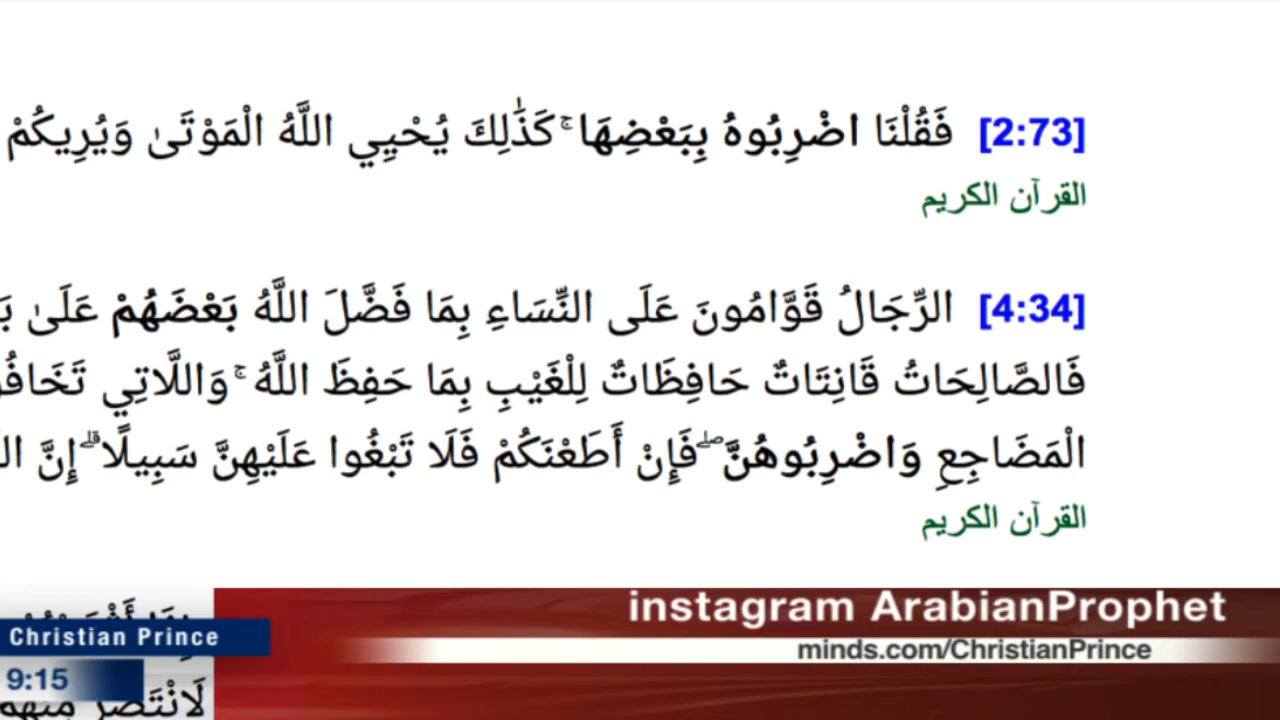 [2:73] فَقُلْنَا اضْرِبُوهُ بِبَعْضِهَا ۚ كَذَٰلِكَ يُحْيِي اللَّهُ الْمَوْتَىٰ وَيُرِيكُمْ
القرآن الكريم
[4:34] الرِّجَالُ قَوَّامُونَ عَلَى النِّسَاءِ بِمَا فَضَّلَ اللَّهُ بَعْضَهُمْ عَلَىٰ
فَالصَّالِحَاتُ قَانِتَاتٌ حَافِظَاتٌ لِلْغَيْبِ بِمَا حَفِظَ اللَّهُ ۚ وَاللَّاتِي
الْمَضَاجِعِ وَاضْرِبُوهُنَّ ۖ فَإِنْ أَطَعْنَكُمْ فَلَا تَبْغُوا عَلَيْهِنَّ سَبِيلًا ۗ إِنَّ
القرآن الكريم
instagram ArabianProphet
Christian Prince
minds.com/ChristianPrince
9:15